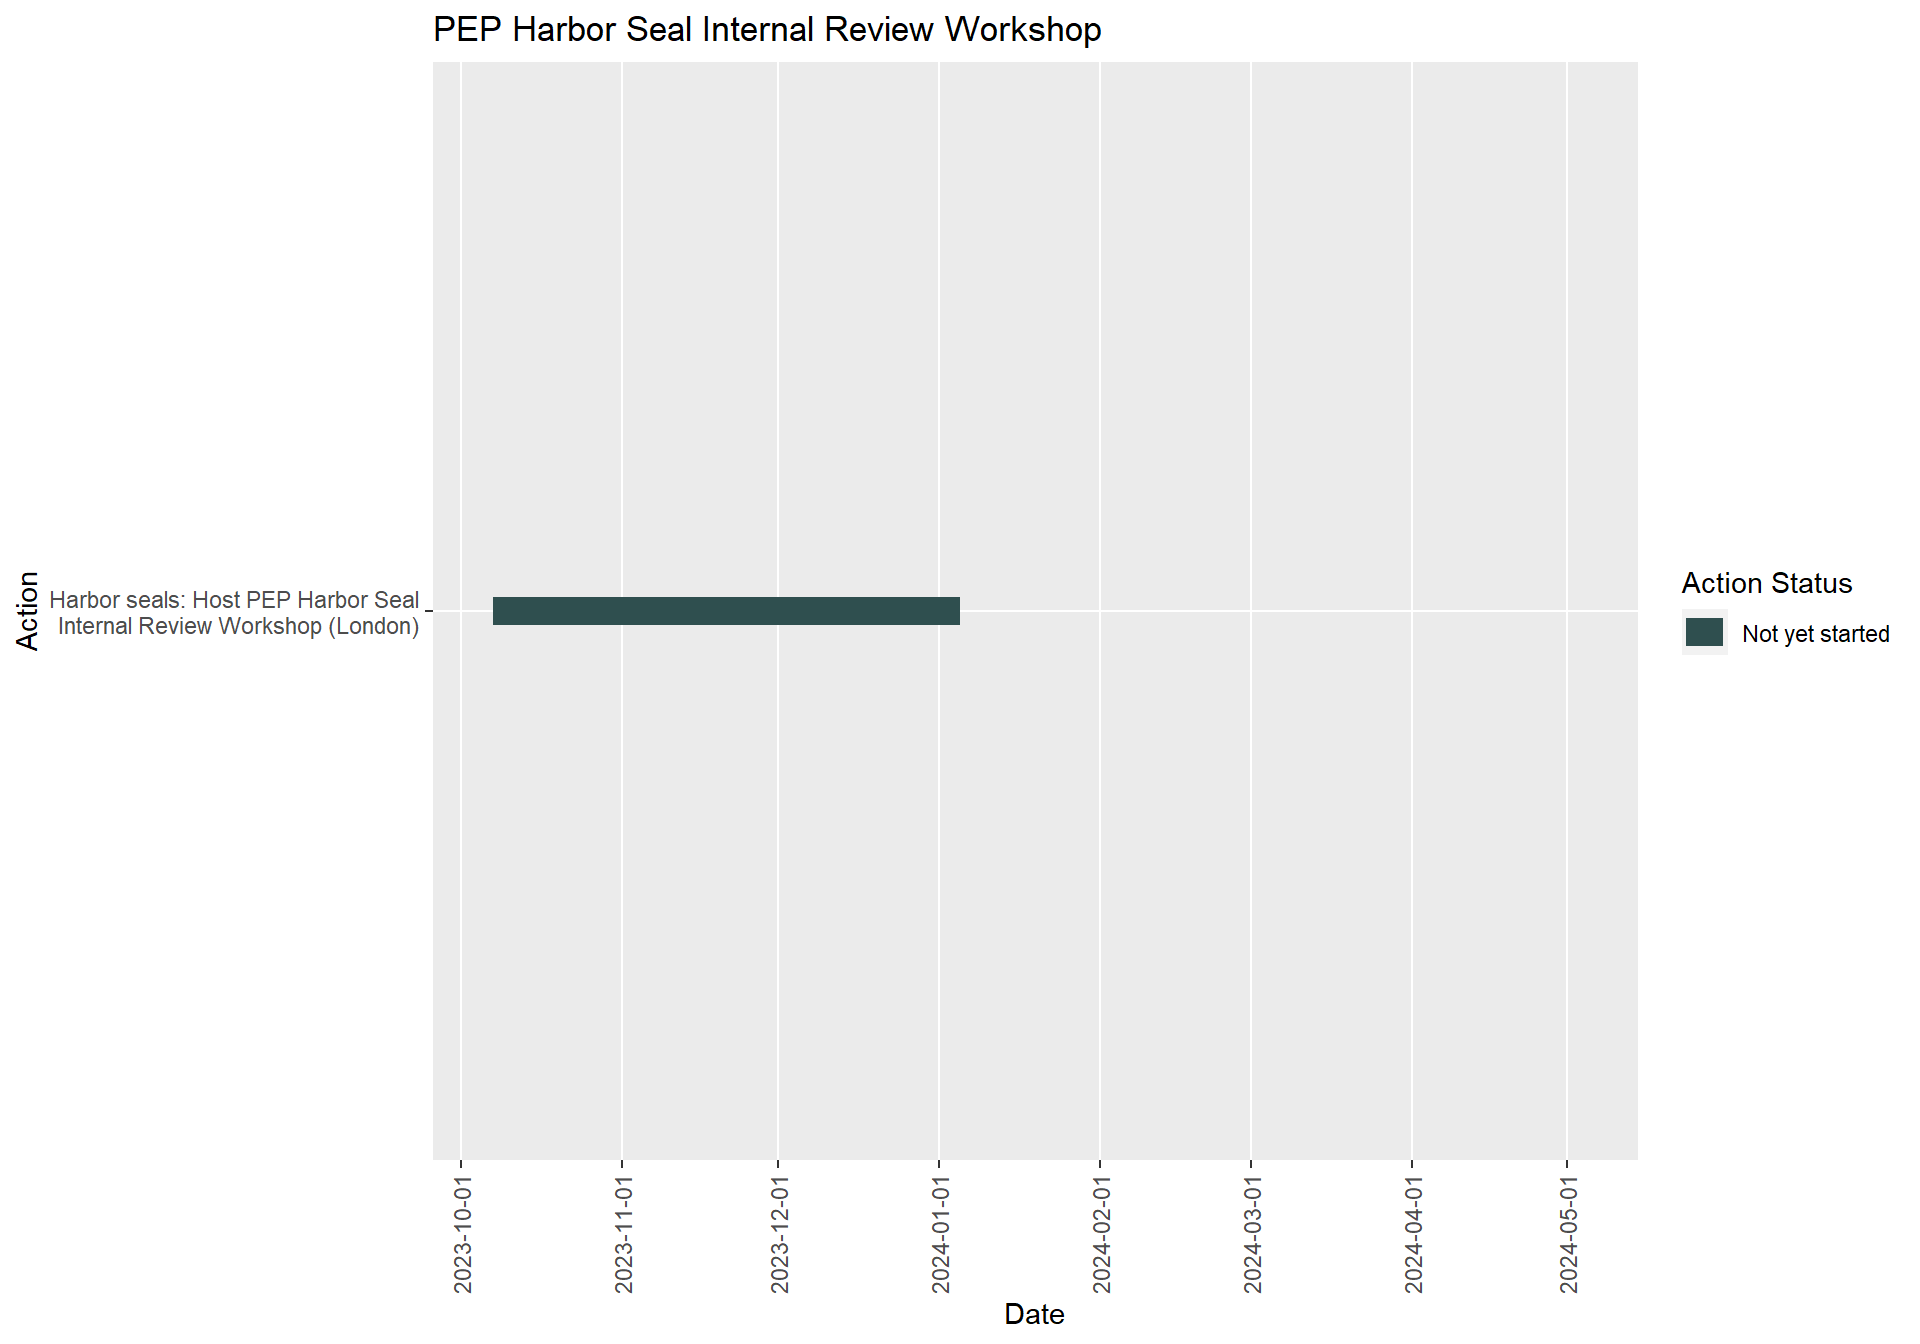 PEP Harbor Seal Internal Review Workshop
Action
Harbor seals: Host PEP Harbor Seal
Internal Review Workshop (London)
Action Status
Not yet started
2023-10-01
2023-11-01
2023-12-01
2024-01-01
2024-02-01
2024-03-01
2024-04-01
2024-05-01
Date